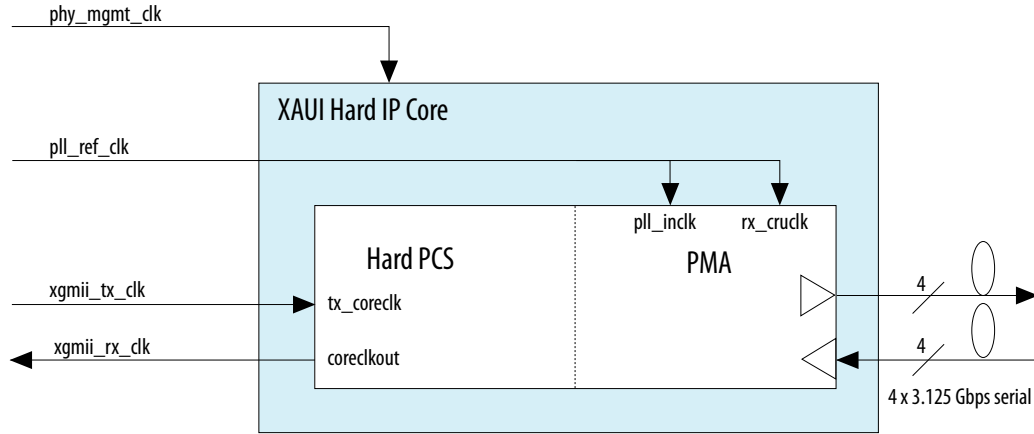 phy_mgmt_clk
XAUI Hard IP Core
pll_ref_clk
pll_inclk rx_cruclk
Hard PCS PMA
xgmii_tx_clk tx_coreclk 4
xgmii_rx_clk coreclkout 4
4 x 3.125 Gbps serial